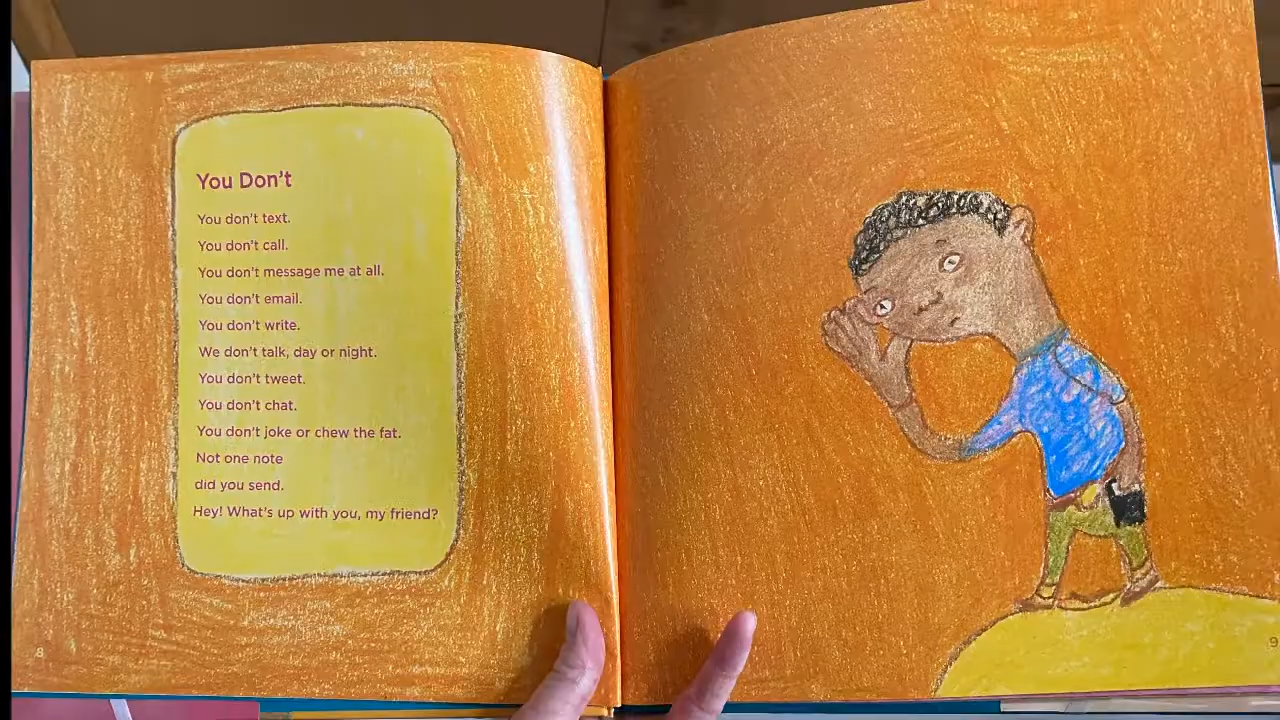 You Don't
You don't text.
You don't call.
You don't message me at all.
You don't email.
You don't write.
We don't talk, day or night.
You don't tweet.
You don't chat.
You don't joke or chew the fat.
Not one note
did you send.
Hey! What's up with you, my friend?
8
9